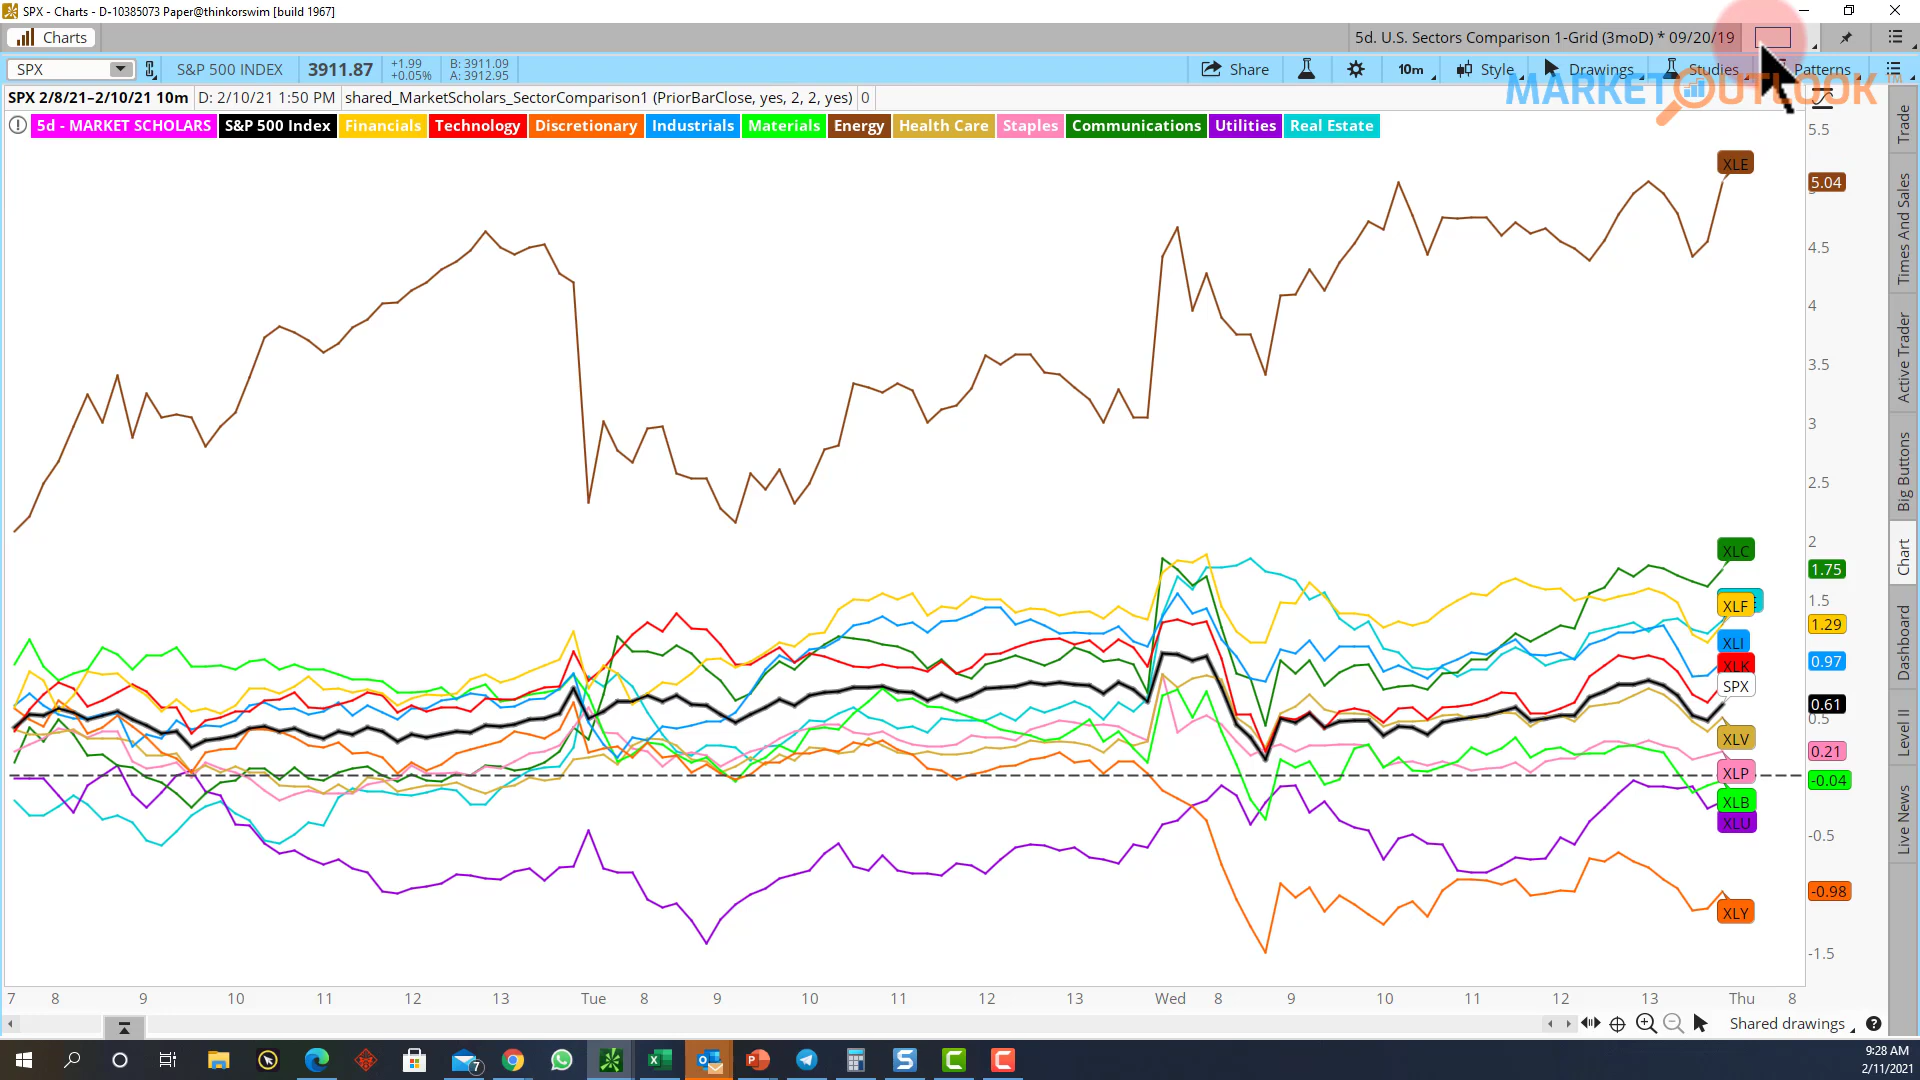 SPX - Charts - D-10385073 Paper@thinkorswim [build 1967]
Charts
5d. U.S. Sectors Comparison 1-Grid (3moD) * 09/20/19
SPX
S&P 500 INDEX
3911.87
+1.99
+0.05%
B: 3911.09
A: 3912.95
Share
10m
Style
Drawings
Studies
Patterns
MARKETOUTLOOK
SPX 2/8/21–2/10/21 10m
D: 2/10/21 1:50 PM
shared_MarketScholars_SectorComparison1 (PriorBarClose, yes, 2, 2, yes)
0
5d - MARKET SCHOLARS
S&P 500 Index
Financials
Technology
Discretionary
Industrials
Materials
Energy
Health Care
Staples
Communications
Utilities
Real Estate
5.5
XLE
5.04
4.5
4
3.5
3
2.5
2
XLC
1.75
1.5
XLF
1.29
XLI
0.97
XLK
SPX
0.61
0.5
XLV
0.21
XLP
-0.04
XLB
XLU
-0.5
-0.98
XLY
-1.5
7 8 9 10 11 12 13 Tue 8 9 10 11 12 13 Wed 8 9 10 11 12 13 Thu 8
Shared drawings
Trade
Times And Sales
Active Trader
Big Buttons
Chart
Dashboard
Level II
Live News
7
9:28 AM
2/11/2021